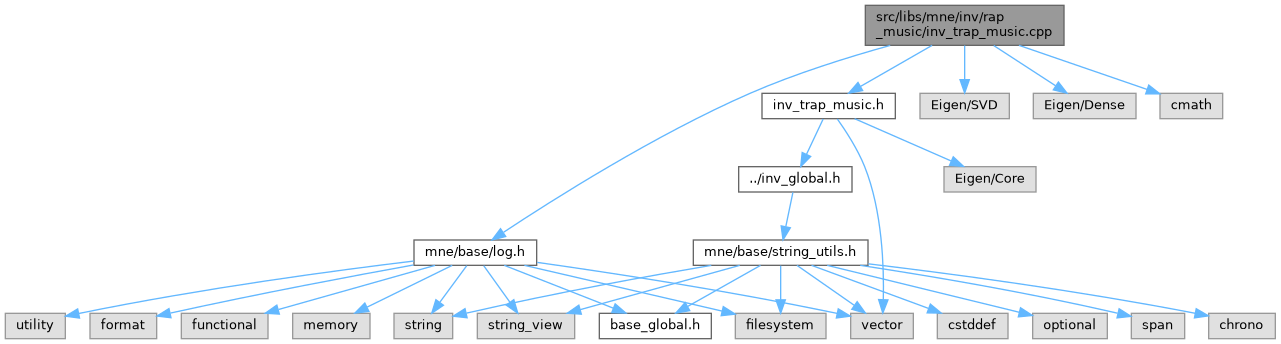 src/libs/mne/inv/rap
_music/inv_trap_music.cpp
inv_trap_music.h
Eigen/SVD
Eigen/Dense
cmath
../inv_global.h
Eigen/Core
mne/base/log.h
mne/base/string_utils.h
utility
format
functional
memory
string
string_view
base_global.h
filesystem
vector
cstddef
optional
span
chrono